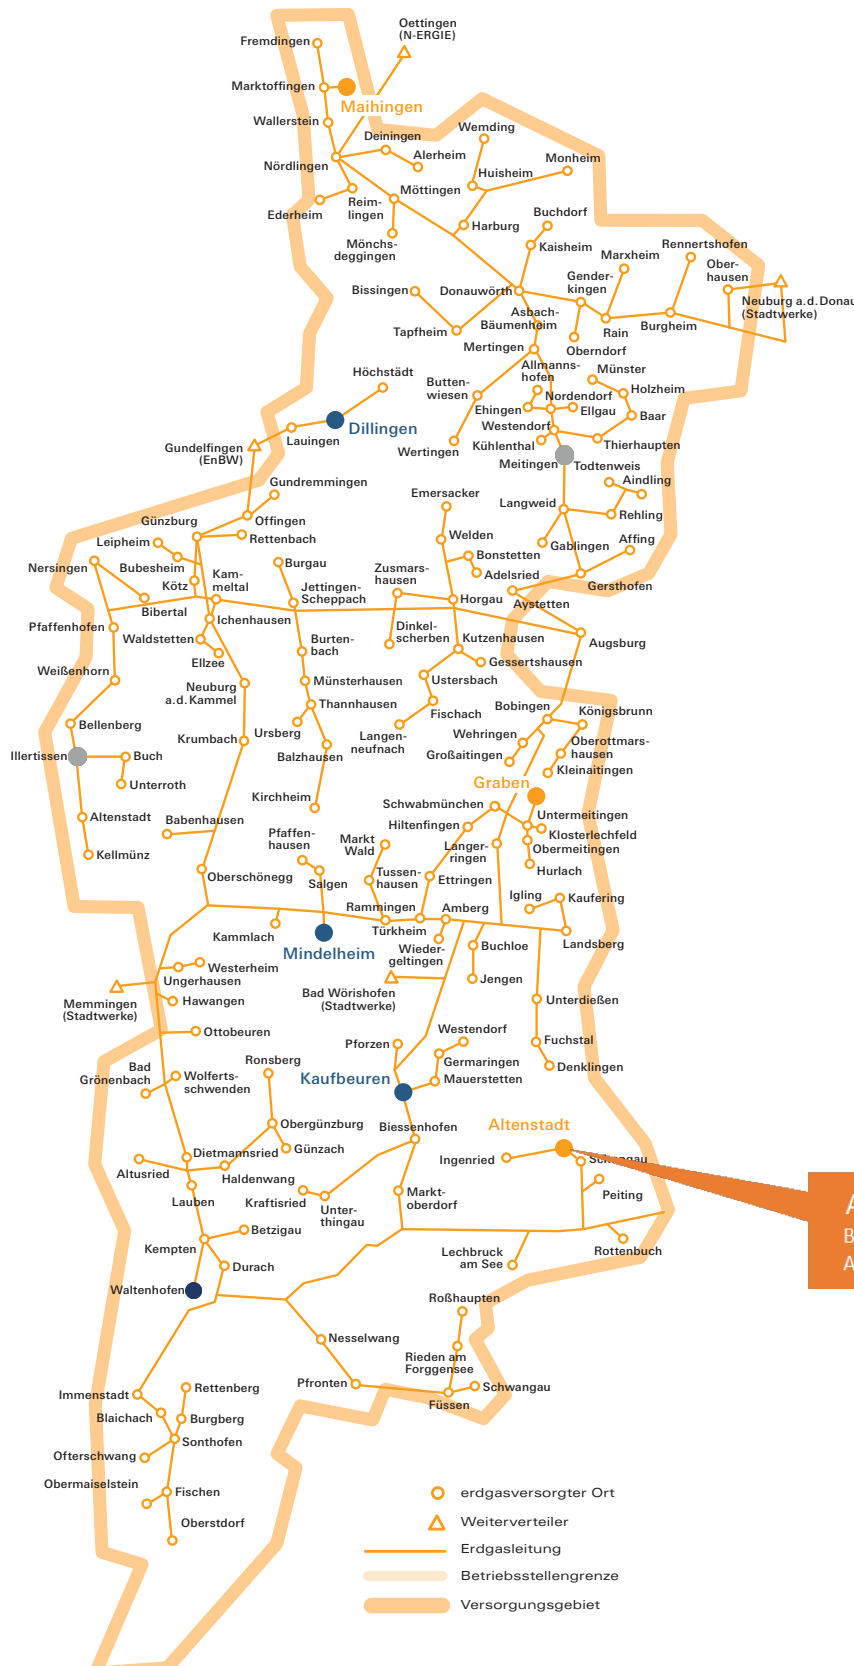 Oettingen
(N-ERGIE)
Fremdingen
Marktoffingen
Maihingen
Wallerstein
Wemding
Deiningen
Alerheim
Monheim
Nördlingen
Huisheim
Möttingen
Reim-
lingen
Ederheim
Buchdorf
Harburg
Mönchs-
deggingen
Kaisheim
Rennertshofen
Marxheim
Ober-
hausen
Gender-
kingen
Bissingen
Donauwörth
Neuburg a.d.Donau
(Stadtwerke)
Asbach-
Bäumenheim
Tapfheim
Rain
Burgheim
Mertingen
Oberndorf
Allmanns-
hofen
Münster
Höchstädt
Butten-
wiesen
Nordendorf
Holzheim
Ehingen
Ellgau
Baar
Dillingen
Westendorf
Lauingen
Kühlenthal
Thierhaupten
Gundelfingen
(EnBW)
Wertingen
Meitingen
Todtenweis
Aindling
Gundremmingen
Emersacker
Langweid
Rehling
Günzburg
Offingen
Rettenbach
Welden
Affing
Leipheim
Gablingen
Bonstetten
Nersingen
Bubesheim
Burgau
Zusmars-
hausen
Adelsried
Kötz
Kam-
meltal
Jettingen-
Scheppach
Gersthofen
Bibertal
Horgau
Aystetten
Pfaffenhofen
Ichenhausen
Waldstetten
Burten-
bach
Dinkel-
scherben
Kutzenhausen
Augsburg
Ellzee
Gessertshausen
Weißenhorn
Neuburg
a.d.Kammel
Münsterhausen
Ustersbach
Thannhausen
Bobingen
Königsbrunn
Fischach
Bellenberg
Ursberg
Langen-
neufnach
Wehringen
Krumbach
Oberottmars-
hausen
Illertissen
Buch
Balzhausen
Großaitingen
Kleinaitingen
Unterroth
Graben
Kirchheim
Schwabmünchen
Altenstadt
Babenhausen
Untermeitingen
Hiltenfingen
Pfaffen-
hausen
Markt
Wald
Klosterlechfeld
Kellmünz
Langer-
ringen
Obermeitingen
Oberschönegg
Salgen
Tussen-
hausen
Ettringen
Hurlach
Igling
Kaufering
Rammingen
Amberg
Kammlach
Türkheim
Mindelheim
Wieder-
geltingen
Buchloe
Landsberg
Westerheim
Ungerhausen
Jengen
Memmingen
(Stadtwerke)
Hawangen
Bad Wörishofen
(Stadtwerke)
Unterdießen
Ottobeuren
Westendorf
Pforzen
Fuchstal
Bad
Grönenbach
Ronsberg
Germaringen
Wolferts-
schwenden
Denklingen
Kaufbeuren
Mauerstetten
Obergünzburg
Biessenhofen
Altenstadt
Dietmannsried
Günzach
Ingenried
Schongau
Altusried
Haldenwang
Kraftisried
Unter-
thingau
Markt-
oberdorf
Peiting
Lauben
Betzigau
Kempten
Lechbruck
am See
Rottenbuch
Durach
Waltenhofen
Roßhaupten
Nesselwang
Rieden am
Forggensee
Pfronten
Schwangau
Füssen
Immenstadt
Rettenberg
Blaichach
Burgberg
Sonthofen
Ofterschwang
Obermaiselstein
Fischen
Oberstdorf
A
B
A
erdgasversorgter Ort
Weiterverteiler
Erdgasleitung
Betriebsstellengrenze
Versorgungsgebiet